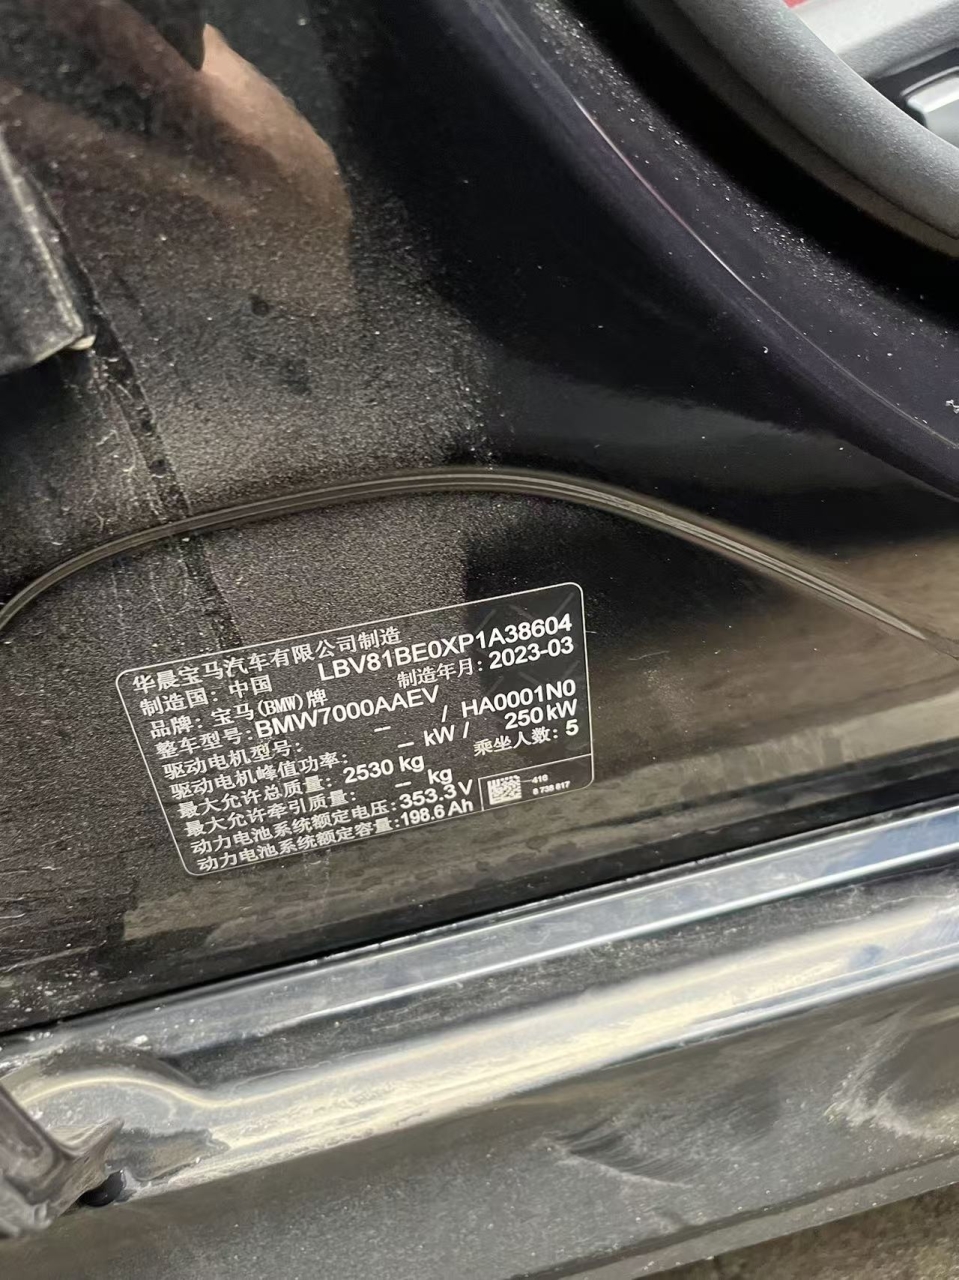 华晨宝马汽车有限公司制造
制造国: 中国 LBV81BE0XP1A38604
品牌: 宝马(BMW)牌 制造年月: 2023-03
整车型号: BMW7000AAEV
驱动电机型号: — / HA0001N0
驱动电机峰值功率: — kW / 250 kW
最大允许总质量: 2530 kg 乘坐人数: 5
最大允许牵引质量: — kg
动力电池系统额定电压: 353.3 V
动力电池系统额定容量: 198.6 Ah
416
8 738 617